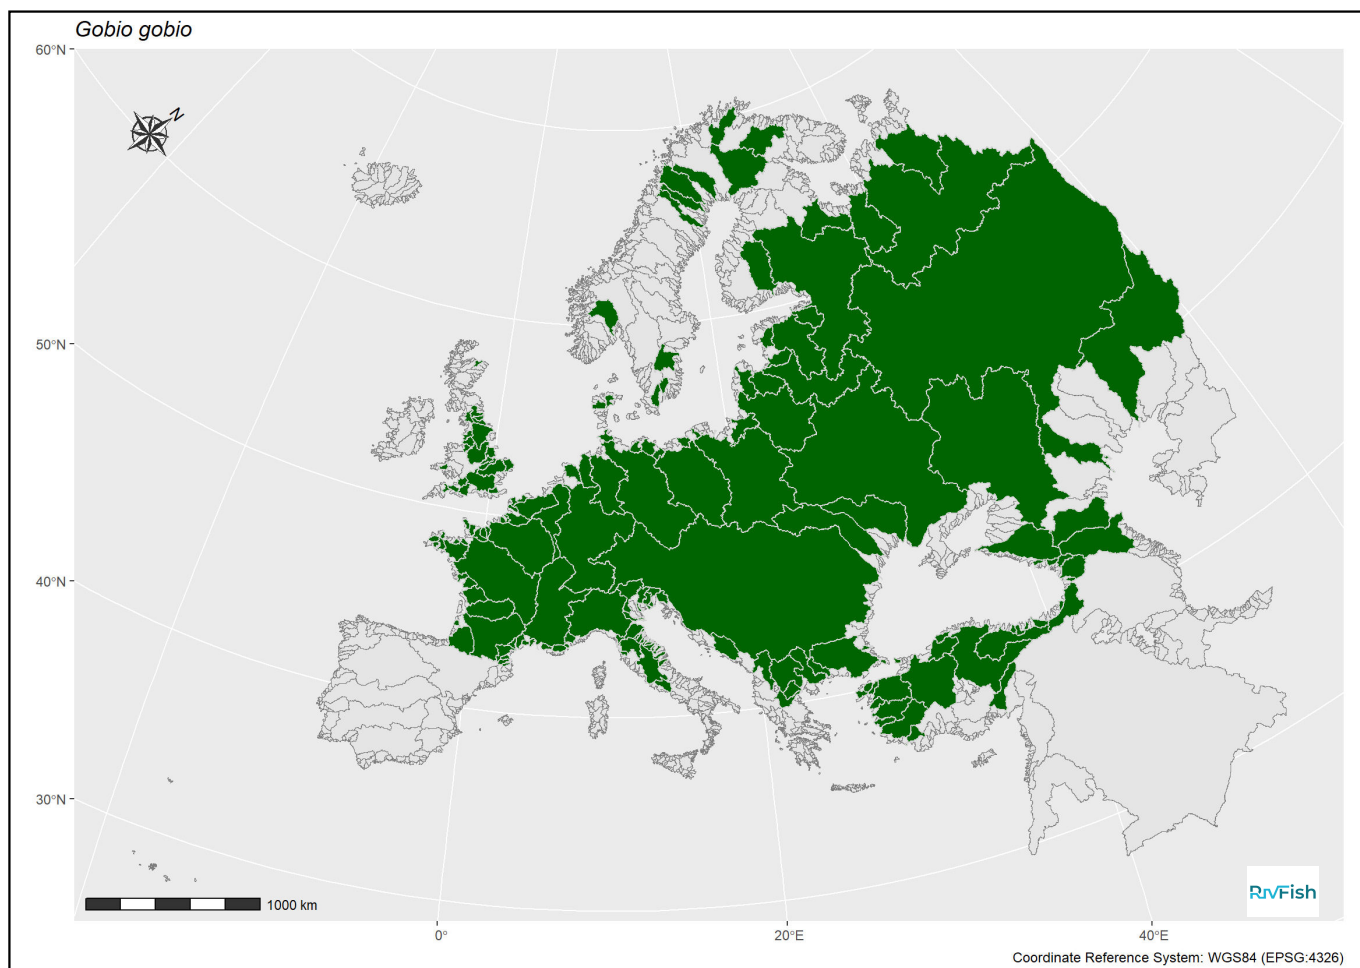 Gobio gobio
60°N
N
50°N
40°N
30°N
1000 km
RivFish
0°
20°E
40°E
Coordinate Reference System: WGS84 (EPSG:4326)